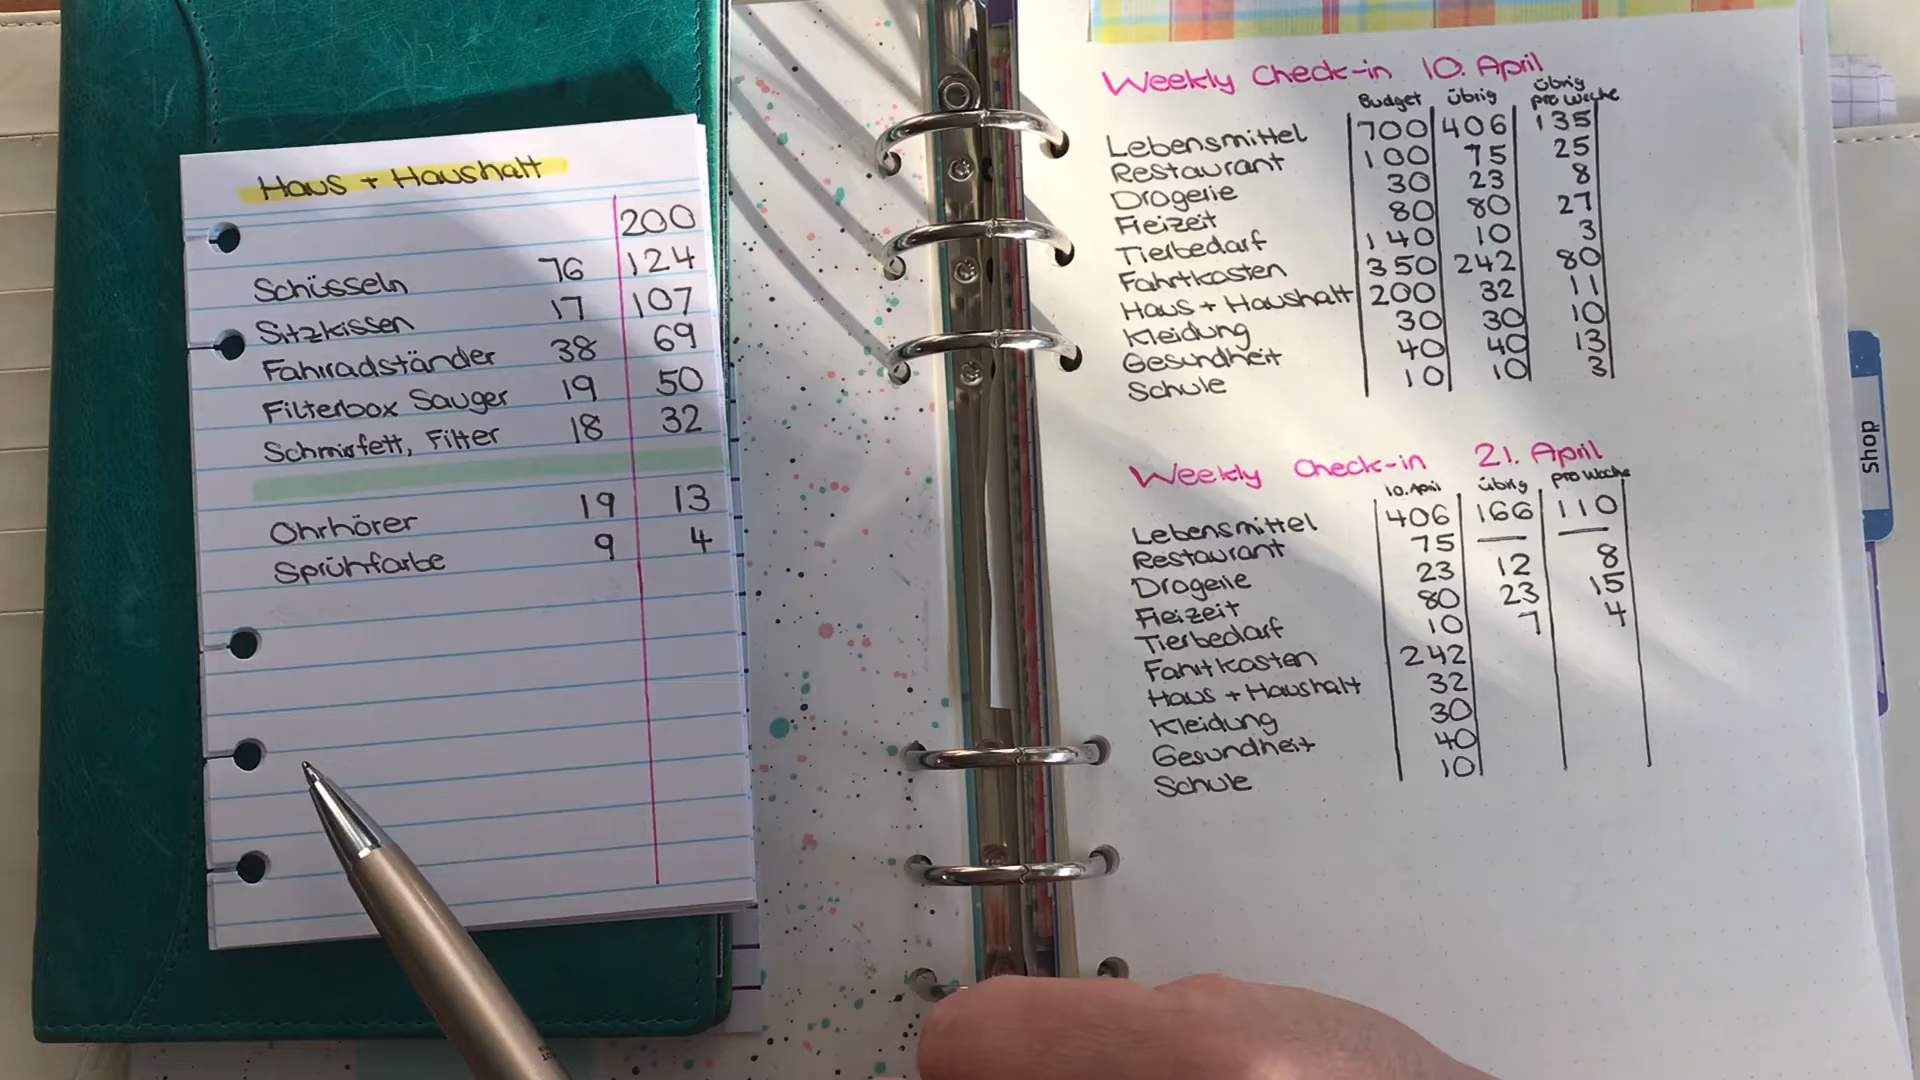 Haus + Haushalt
200
Schüsseln 76 124
Sitzkissen 17 107
Fahrradständer 38 69
Filterbox Sauger 19 50
Schmirfett, Filter 18 32
Ohrhörer 19 13
Sprühfarbe 9 4
Weekly Check-in 10. April
Budget übrig übrig pro Woche
Lebensmittel 700 406 135
Restaurant 100 75 25
Drogerie 30 23 8
Freizeit 80 80 27
Tierbedarf 140 10 3
Fahrtkosten 350 242 80
Haus + Haushalt 200 32 11
Kleidung 30 30 10
Gesundheit 40 40 13
Schule 10 10 3
Weekly Check-in 21. April
10. April übrig pro Woche
Lebensmittel 406 166 110
Restaurant 75 — —
Drogerie 23 12 8
Freizeit 80 23 15
Tierbedarf 10 7 4
Fahrtkosten 242
Haus + Haushalt 32
Kleidung 30
Gesundheit 40
Schule 10
shop